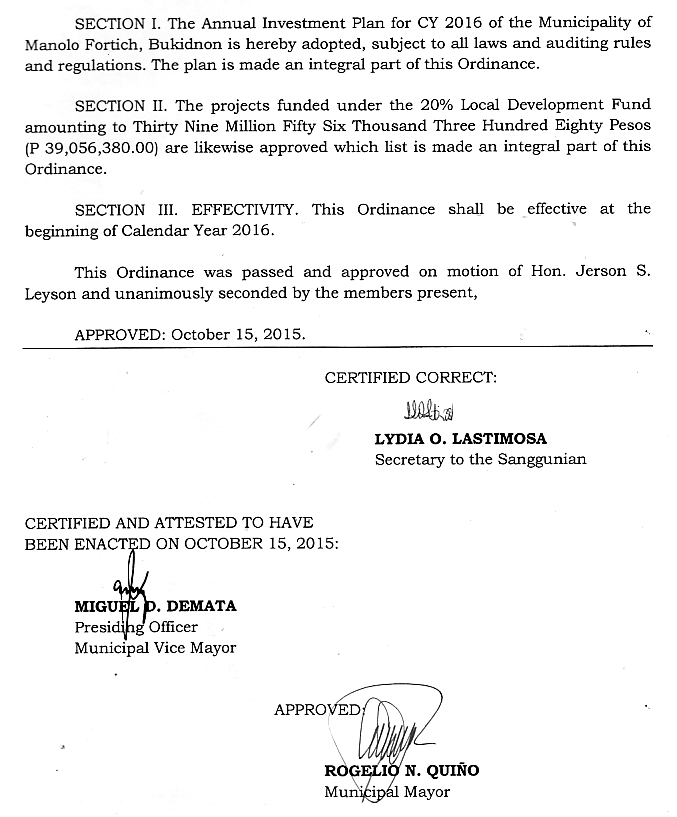 SECTION I. The Annual Investment Plan for CY 2016 of the Municipality of
Manolo Fortich, Bukidnon is hereby adopted, subject to all laws and auditing rules
and regulations. The plan is made an integral part of this Ordinance.
SECTION II. The projects funded under the 20% Local Development Fund
amounting to Thirty Nine Million Fifty Six Thousand Three Hundred Eighty Pesos
(P 39,056,380.00) are likewise approved which list is made an integral part of this
Ordinance.
SECTION III. EFFECTIVITY. This Ordinance shall be effective at the
beginning of Calendar Year 2016.
This Ordinance was passed and approved on motion of Hon. Jerson S.
Leyson and unanimously seconded by the members present,
APPROVED: October 15, 2015.
CERTIFIED CORRECT:
LYDIA O. LASTIMOSA
Secretary to the Sanggunian
CERTIFIED AND ATTESTED TO HAVE
BEEN ENACTED ON OCTOBER 15, 2015:
MIGUEL D. DEMATA
Presiding Officer
Municipal Vice Mayor
APPROVED:
ROGELIO N. QUIÑO
Municipal Mayor